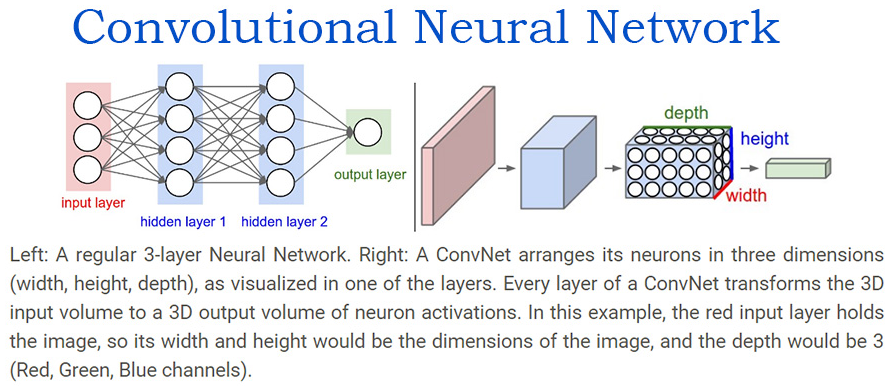 Convolutional Neural Network
input layer
hidden layer 1
hidden layer 2
output layer
depth
height
width
Left: A regular 3-layer Neural Network. Right: A ConvNet arranges its neurons in three dimensions
(width, height, depth), as visualized in one of the layers. Every layer of a ConvNet transforms the 3D
input volume to a 3D output volume of neuron activations. In this example, the red input layer holds
the image, so its width and height would be the dimensions of the image, and the depth would be 3
(Red, Green, Blue channels).